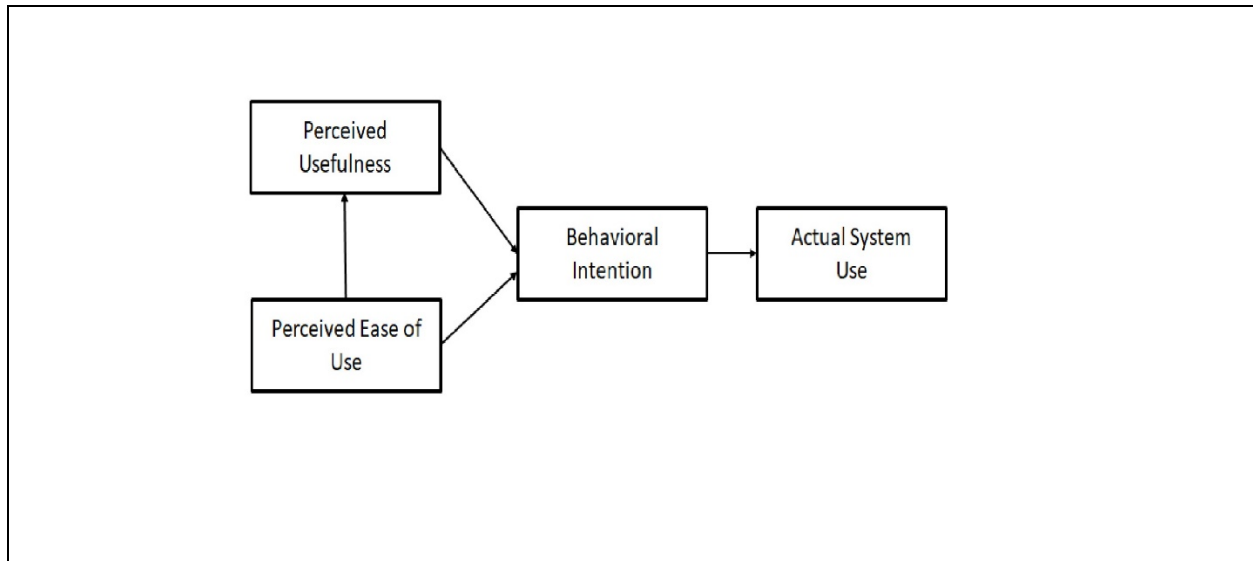 Perceived
Usefulness
Behavioral
Intention
Actual System
Use
Perceived Ease of
Use